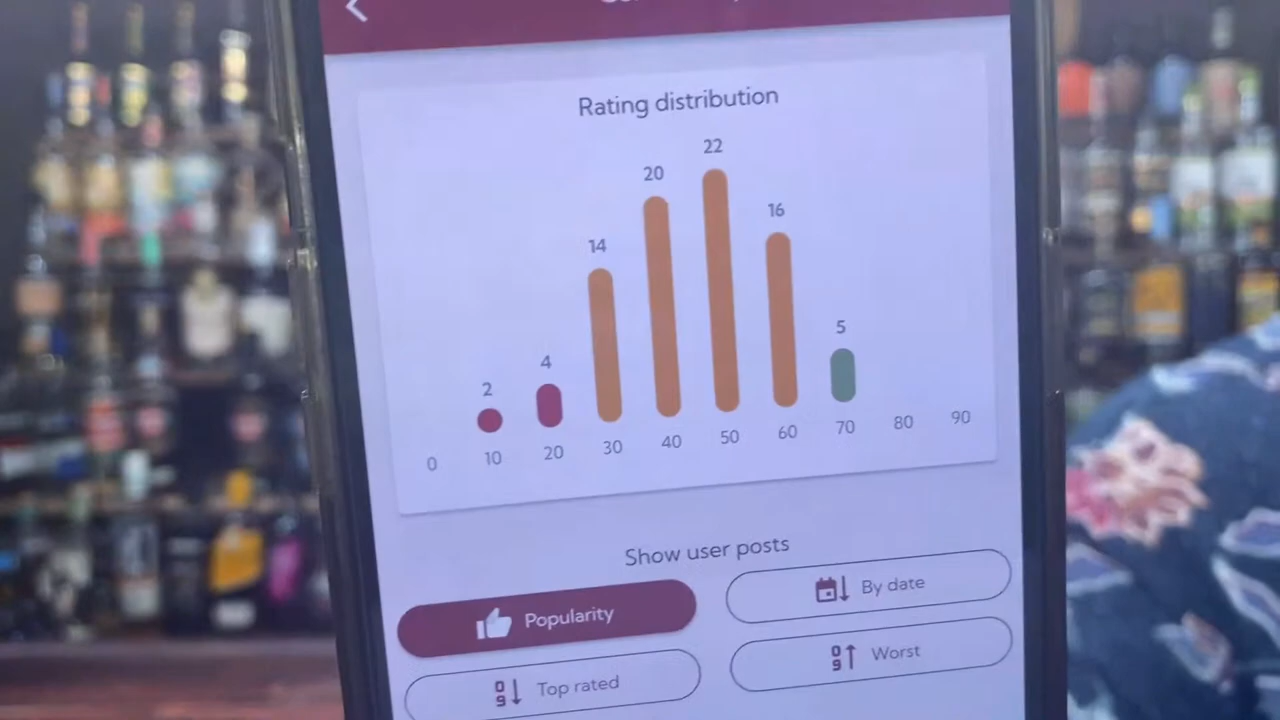 Rating distribution
22
20
16
14
5
4
2
0 10 20 30 40 50 60 70 80 90
Show user posts
Popularity
By date
Top rated
Worst